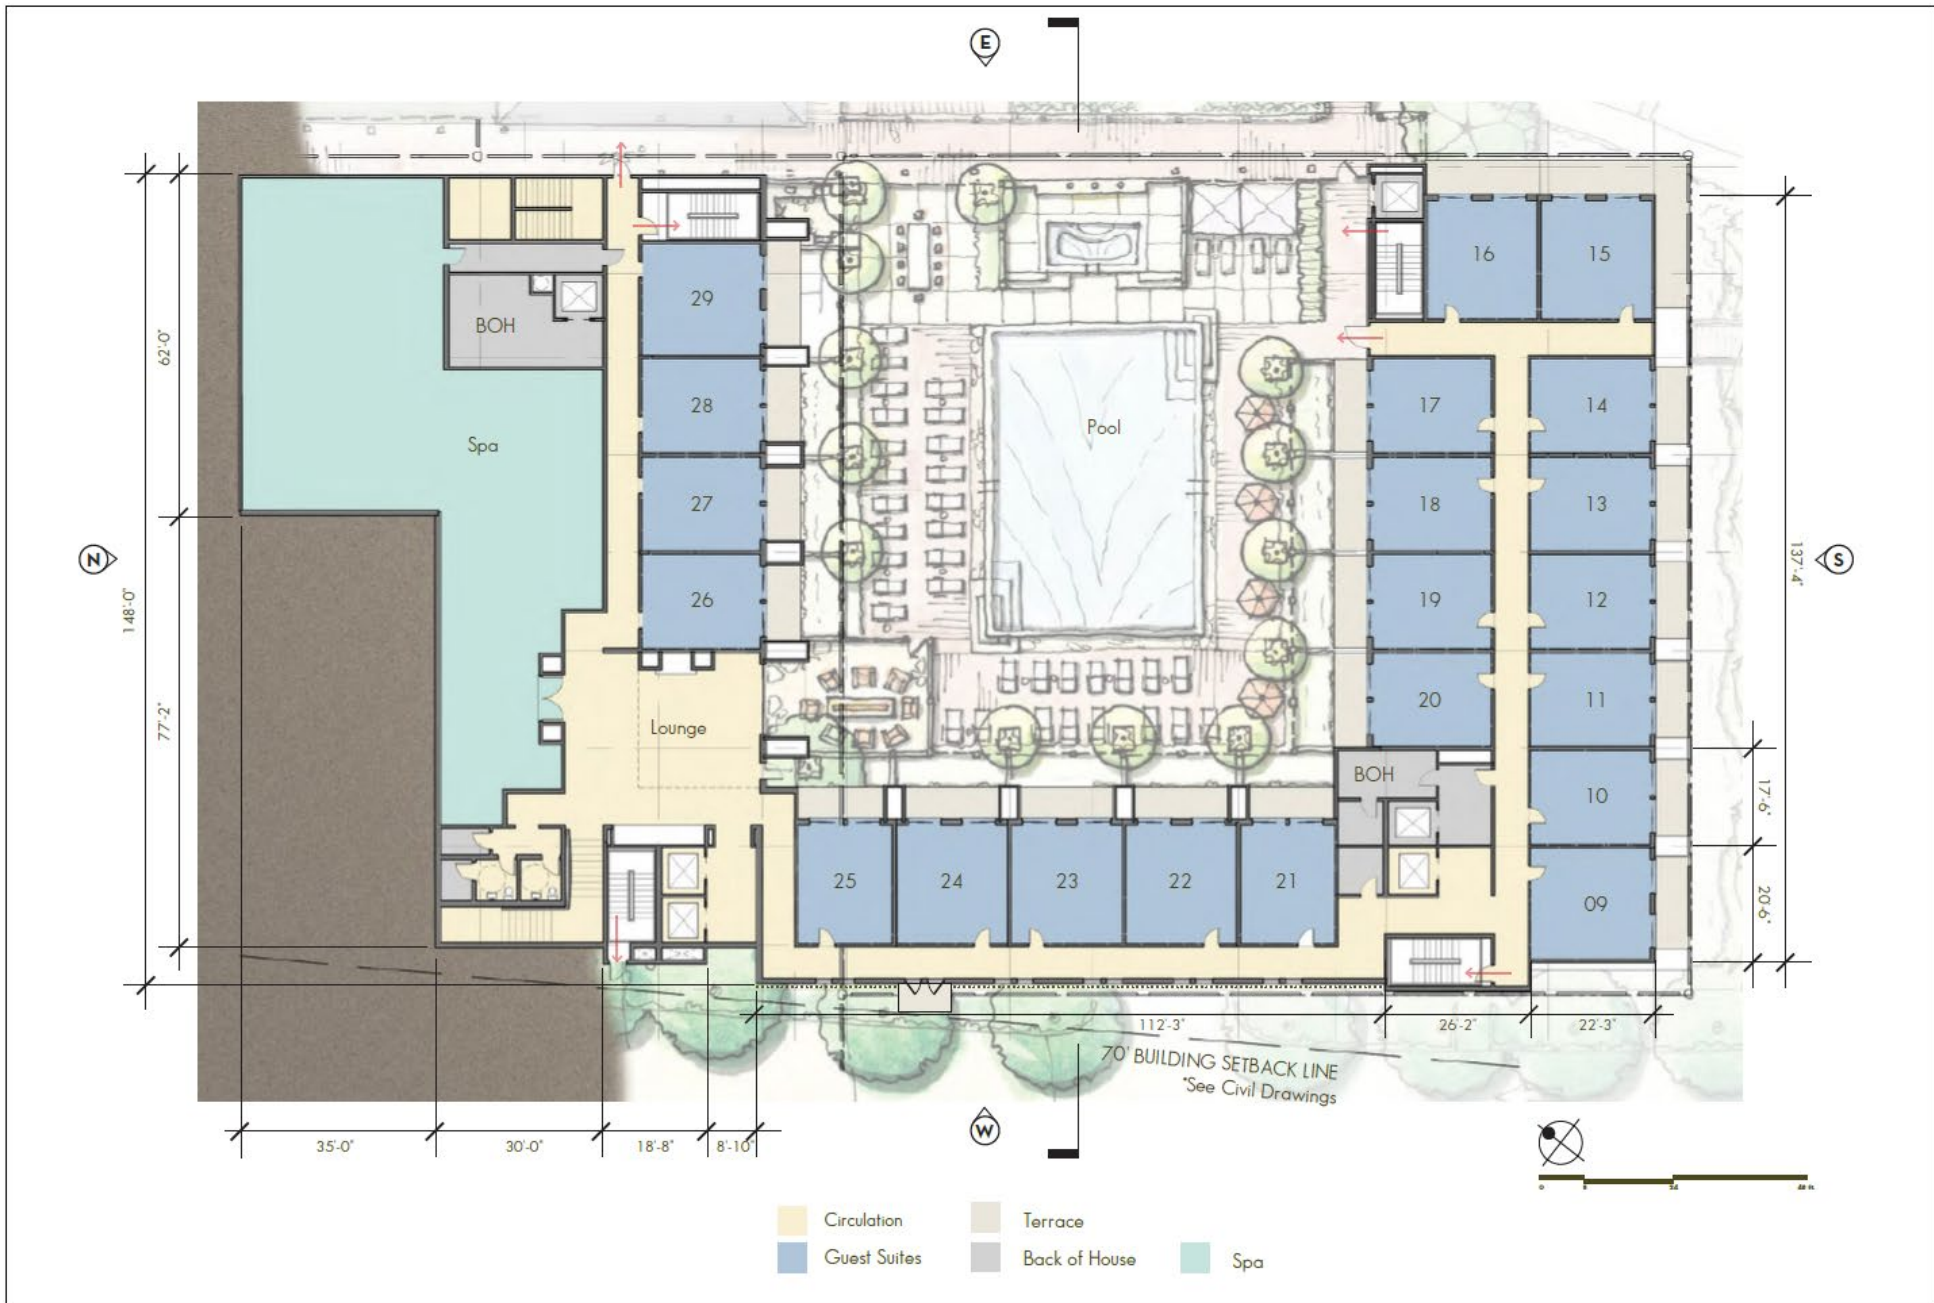 E
16
15
29
BOH
62'-0"
28
17
14
Pool
Spa
27
18
13
N
S
137'-4"
148'-0"
26
19
12
20
11
77'-2"
Lounge
BOH
10
17'-6"
25
24
23
22
21
09
20'-6"
112'-3"
26'-2"
22'-3"
70' BUILDING SETBACK LINE
*See Civil Drawings
W
35'-0"
30'-0"
18'-8"
8'-10"
Circulation
Terrace
Guest Suites
Back of House
Spa